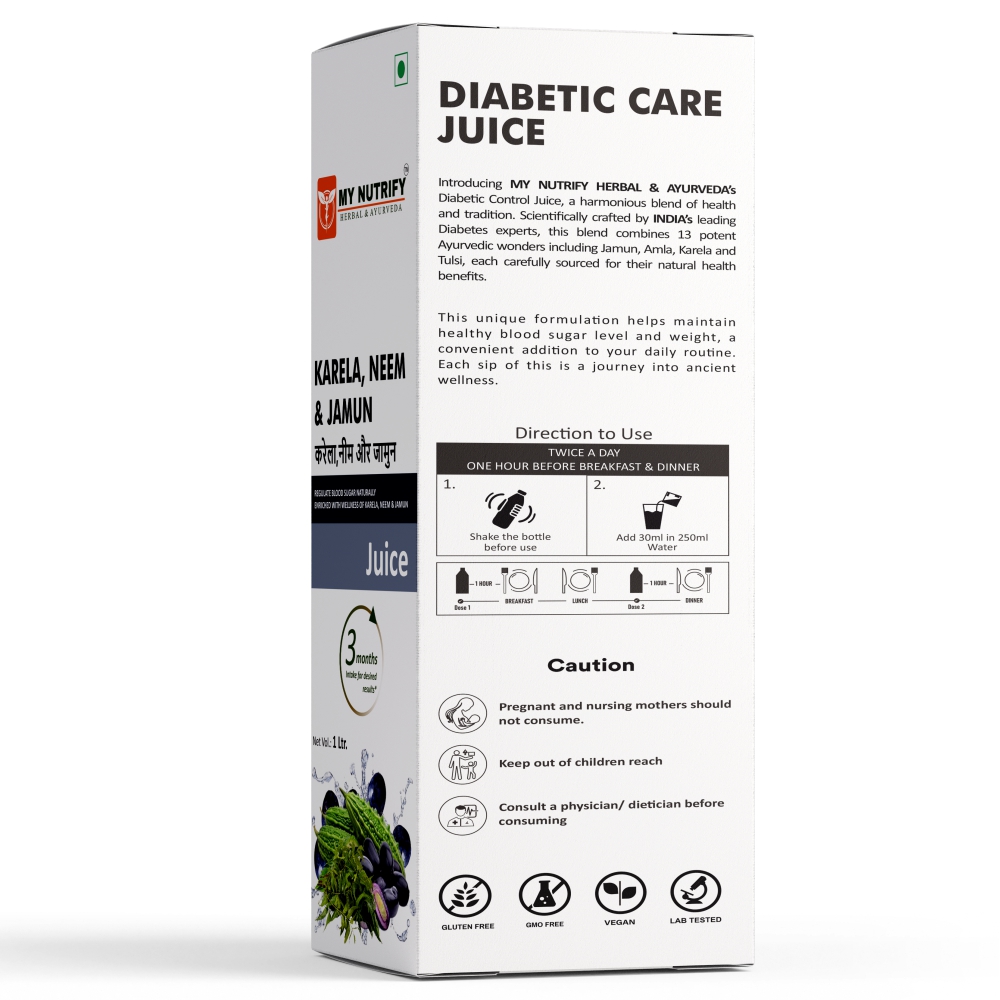 MY NUTRIFY
HERBAL & AYURVEDA
KARELA, NEEM
& JAMUN
करेला,नीम और जामुन
REGULATE BLOOD SUGAR NATURALLY
ENRICHED WITH WELLNESS OF KARELA, NEEM & JAMUN
Juice
3 months
Intake for desired
results*
Net Vol.: 1 Ltr.
DIABETIC CARE
JUICE
Introducing MY NUTRIFY HERBAL & AYURVEDA's
Diabetic Control Juice, a harmonious blend of health
and tradition. Scientifically crafted by INDIA's leading
Diabetes experts, this blend combines 13 potent
Ayurvedic wonders including Jamun, Amla, Karela and
Tulsi, each carefully sourced for their natural health
benefits.
This unique formulation helps maintain
healthy blood sugar level and weight, a
convenient addition to your daily routine.
Each sip of this is a journey into ancient
wellness.
Direction to Use
TWICE A DAY
ONE HOUR BEFORE BREAKFAST & DINNER
1.
Shake the bottle
before use
2.
Add 30ml in 250ml
Water
1 HOUR
1 HOUR
Dose 1
BREAKFAST
LUNCH
Dose 2
DINNER
Caution
Pregnant and nursing mothers should
not consume.
Keep out of children reach
Consult a physician/ dietician before
consuming
GLUTEN FREE
GMO FREE
VEGAN
LAB TESTED